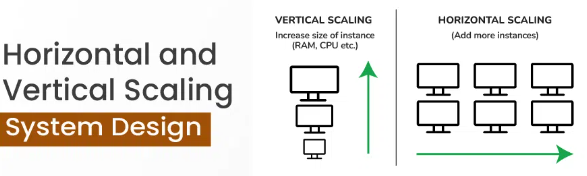 Horizontal and
Vertical Scaling
System Design
VERTICAL SCALING
Increase size of instance
(RAM, CPU etc.)
HORIZONTAL SCALING
(Add more instances)